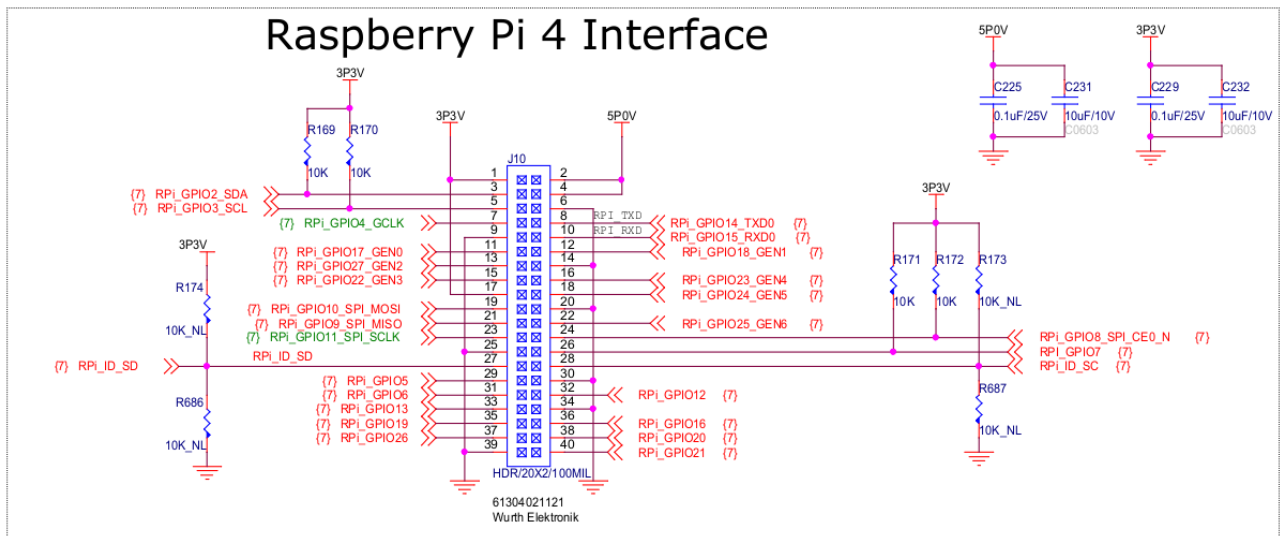 Raspberry Pi 4 Interface
5P0V
3P3V
C225
0.1uF/25V
C231
10uF/10V
C0603
C229
0.1uF/25V
C232
10uF/10V
C0603
3P3V
R169
10K
R170
10K
3P3V
5P0V
J10
1 2
3 4
5 6
7 8
9 10
11 12
13 14
15 16
17 18
19 20
21 22
23 24
25 26
27 28
29 30
31 32
33 34
35 36
37 38
39 40
{7} RPi_GPIO2_SDA
{7} RPi_GPIO3_SCL
{7} RPi_GPIO4_GCLK
{7} RPi_GPIO17_GEN0
{7} RPi_GPIO27_GEN2
{7} RPi_GPIO22_GEN3
{7} RPi_GPIO10_SPI_MOSI
{7} RPi_GPIO9_SPI_MISO
{7} RPi_GPIO11_SPI_SCLK
{7} RPi_ID_SD
RPi_ID_SD
{7} RPi_GPIO5
{7} RPi_GPIO6
{7} RPi_GPIO13
{7} RPi_GPIO19
{7} RPi_GPIO26
3P3V
R174
10K_NL
R686
10K_NL
RPI_TXD
RPI_RXD
RPi_GPIO14_TXD0 {7}
RPi_GPIO15_RXD0 {7}
RPi_GPIO18_GEN1 {7}
RPi_GPIO23_GEN4 {7}
RPi_GPIO24_GEN5 {7}
RPi_GPIO25_GEN6 {7}
RPi_GPIO12 {7}
RPi_GPIO16 {7}
RPi_GPIO20 {7}
RPi_GPIO21 {7}
3P3V
R171
10K
R172
10K
R173
10K_NL
RPi_GPIO8_SPI_CE0_N {7}
RPI_GPIO7 {7}
RPi_ID_SC {7}
R687
10K_NL
HDR/20X2/100MIL
61304021121
Wurth Elektronik